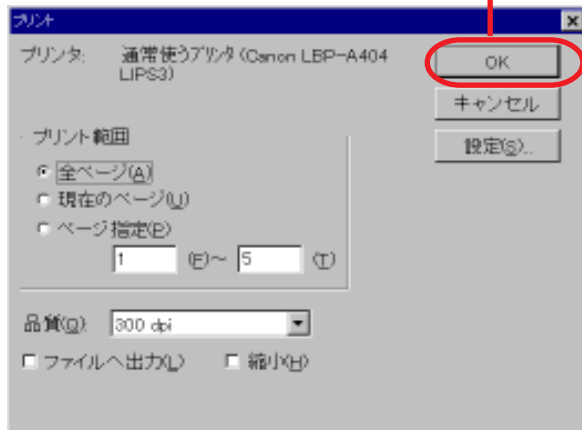 プリント
プリンタ: 通常使うプリンタ(Canon LBP-A404
LIPS3)
OK
キャンセル
設定(S)...
プリント範囲
全ページ(A)
現在のページ(U)
ページ指定(P)
1 (E)～ 5 (T)
品質(Q): 300 dpi
ファイルへ出力(L) 縮小(H)